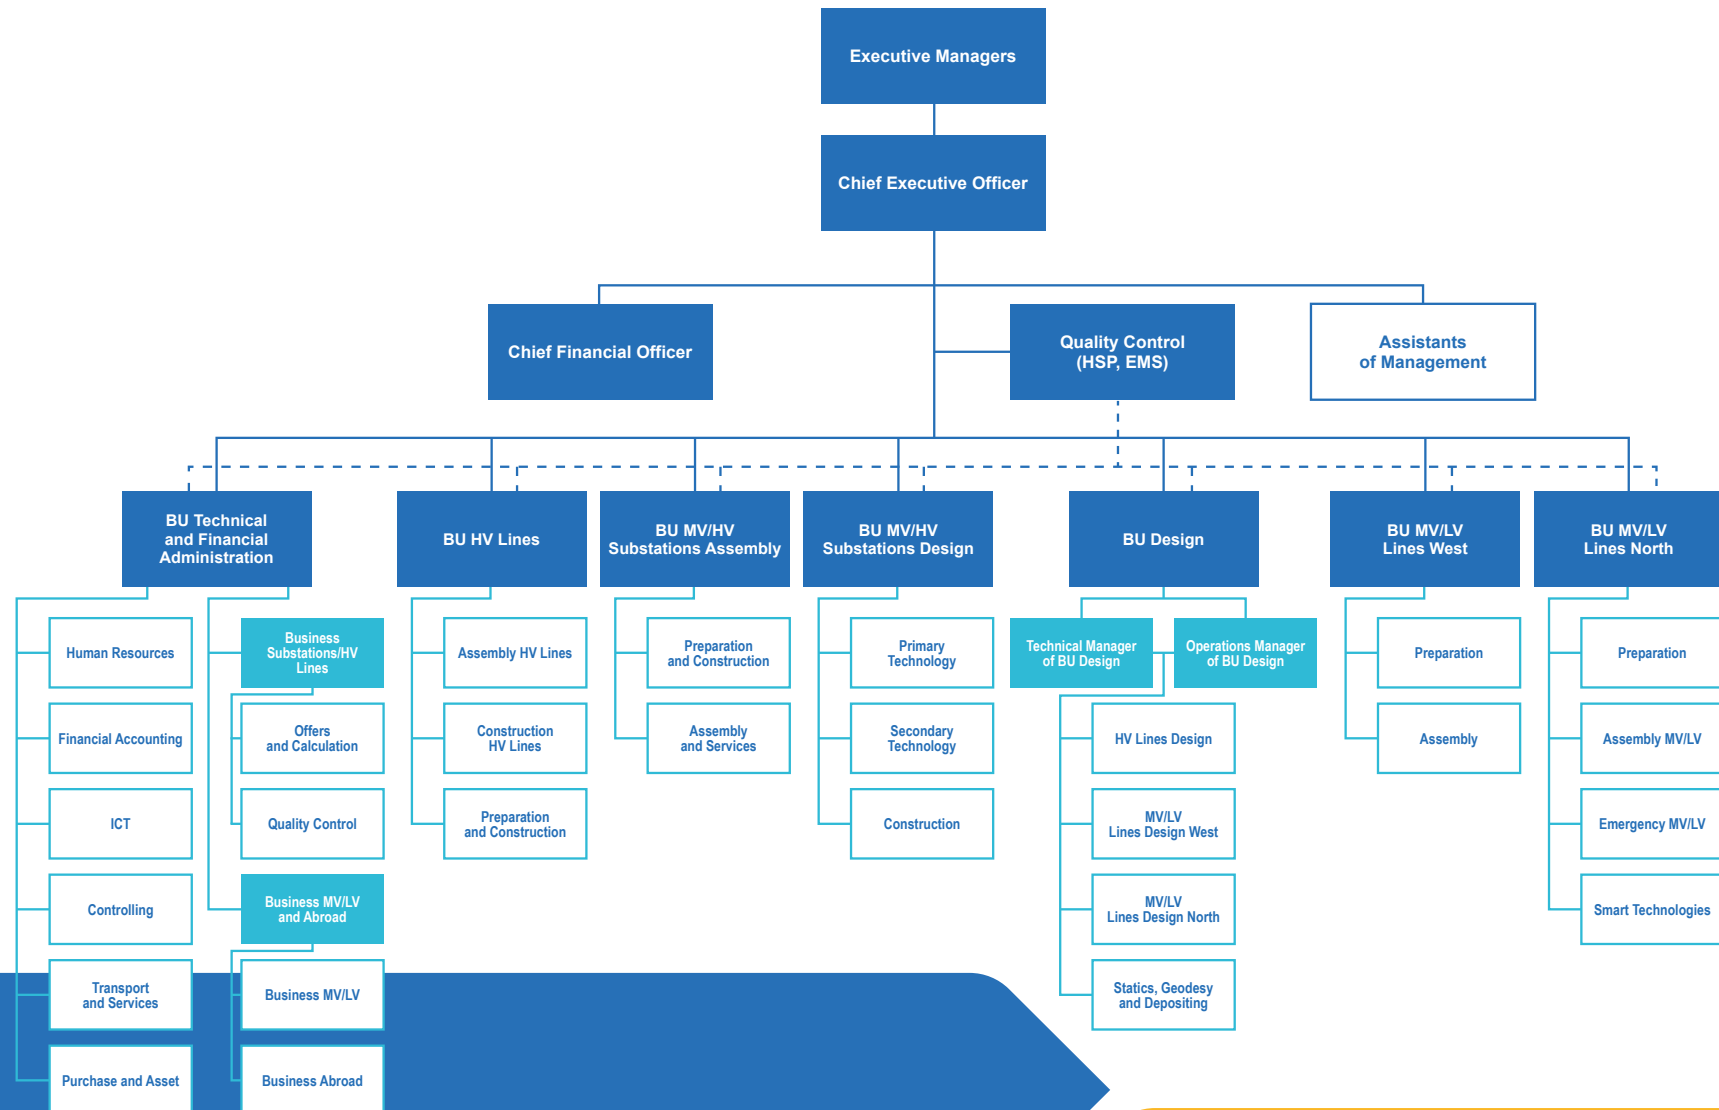 Executive Managers
Chief Executive Officer
Chief Financial Officer
Quality Control
(HSP, EMS)
Assistants
of Management
BU Technical
and Financial
Administration
BU HV Lines
BU MV/HV
Substations Assembly
BU MV/HV
Substations Design
BU Design
BU MV/LV
Lines West
BU MV/LV
Lines North
Human Resources
Financial Accounting
ICT
Controlling
Transport
and Services
Purchase and Asset
Business
Substations/HV
Lines
Offers
and Calculation
Quality Control
Business MV/LV
and Abroad
Business MV/LV
Business Abroad
Assembly HV Lines
Construction
HV Lines
Preparation
and Construction
Preparation
and Construction
Assembly
and Services
Primary
Technology
Secondary
Technology
Construction
Technical Manager
of BU Design
Operations Manager
of BU Design
HV Lines Design
MV/LV
Lines Design West
MV/LV
Lines Design North
Statics, Geodesy
and Depositing
Preparation
Assembly
Preparation
Assembly MV/LV
Emergency MV/LV
Smart Technologies